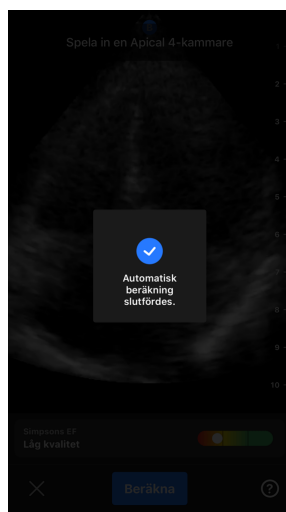 Spela in en Apical 4-kammare
2
3
4
5
6
Automatisk
beräkning
slutfördes.
7
8
9
10
Simpsons EF
Låg kvalitet
Beräkna
?